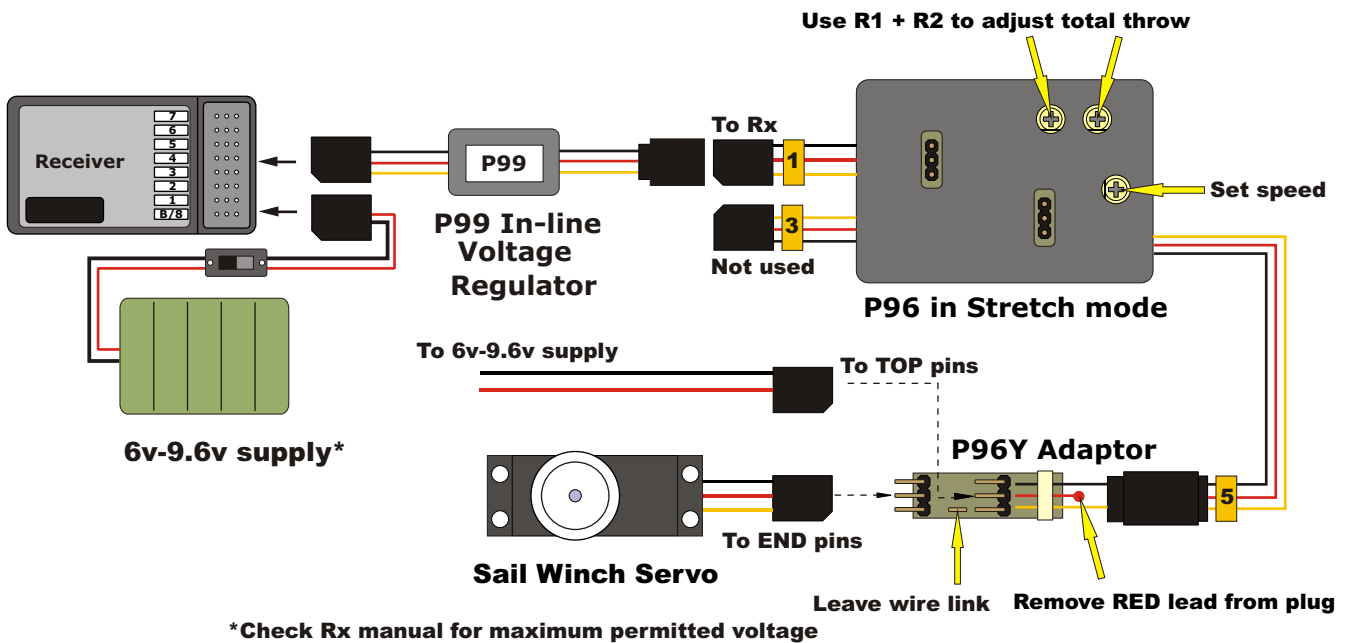 Use R1 + R2 to adjust total throw
Receiver
7
6
5
4
3
2
1
B/8
P99
To Rx
1
3
Not used
P99 In-line
Voltage
Regulator
Set speed
P96 in Stretch mode
6v-9.6v supply*
To 6v-9.6v supply
To TOP pins
P96Y Adaptor
5
To END pins
Sail Winch Servo
Leave wire link
Remove RED lead from plug
*Check Rx manual for maximum permitted voltage